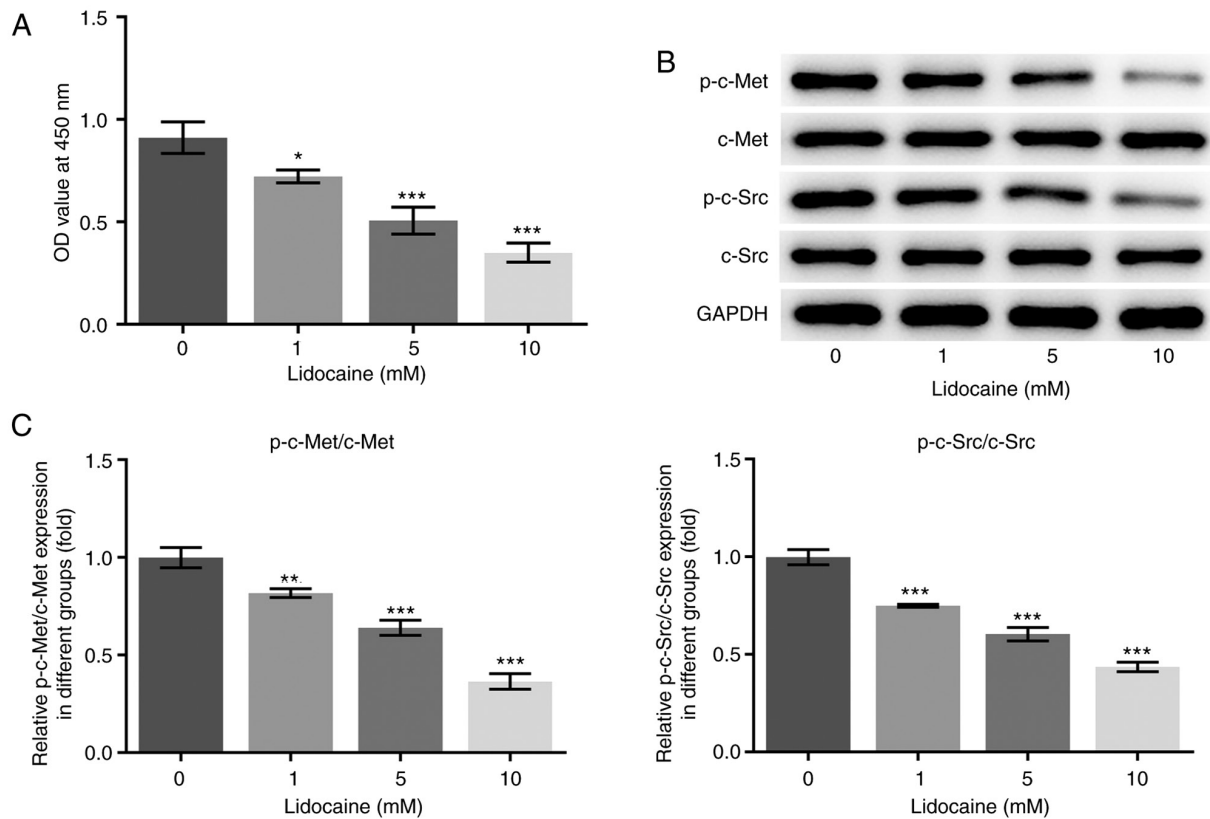 A
1.5
1.0
0.5
0.0
OD value at 450 nm
*
***
***
0 1 5 10
Lidocaine (mM)
B
p-c-Met
c-Met
p-c-Src
c-Src
GAPDH
0 1 5 10
Lidocaine (mM)
C
p-c-Met/c-Met
1.5
1.0
0.5
0.0
Relative p-c-Met/c-Met expression
in different groups (fold)
**.
***
***
0 1 5 10
Lidocaine (mM)
p-c-Src/c-Src
1.5
1.0
0.5
0.0
Relative p-c-Src/c-Src expression
in different groups (fold)
***
***
***
0 1 5 10
Lidocaine (mM)